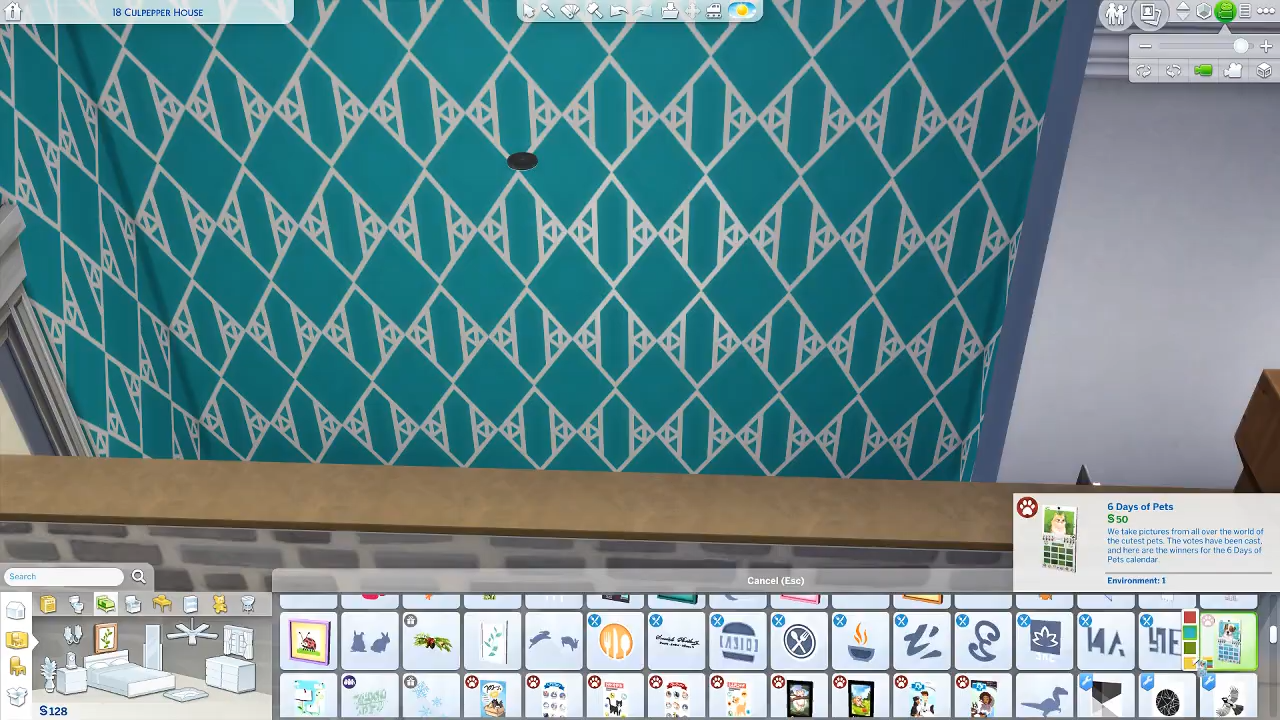 18 Culpepper House
6 Days of Pets
§50
We take pictures from all over the world of
the cutest pets. The votes have been cast,
and here are the winners for the 6 Days of
Pets calendar.
Environment: 1
Cancel (Esc)
Search
§128